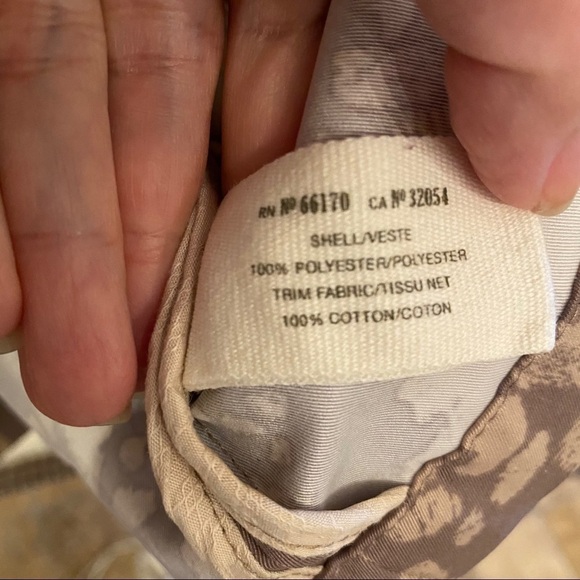 RN Nº 66170 CA Nº 32054
SHELL/VESTE
100% POLYESTER/POLYESTER
TRIM FABRIC/TISSU NET
100% COTTON/COTON